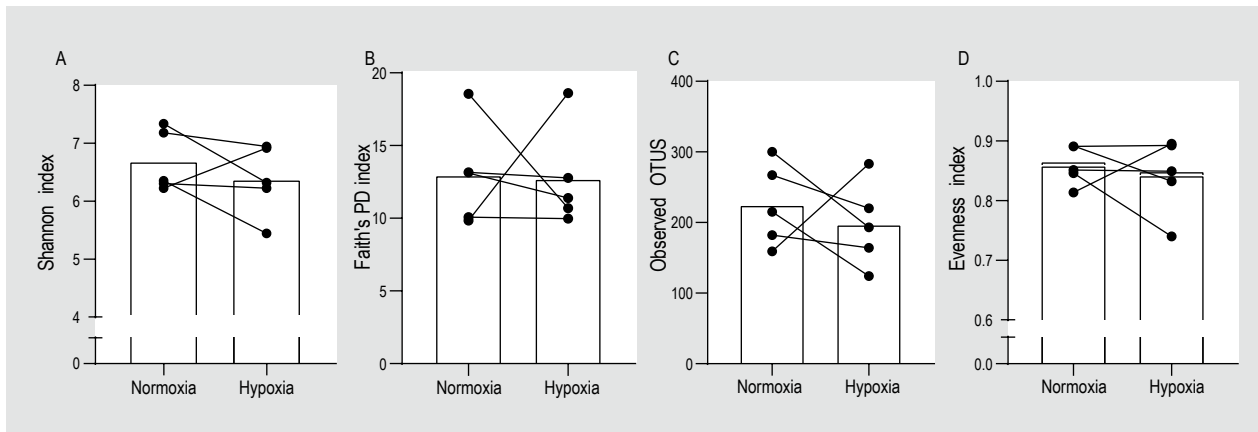 A
Shannon index
8
7
6
5
4
0
Normoxia
Hypoxia
B
Faith's PD index
20
15
10
5
0
Normoxia
Hypoxia
C
Observed OTUS
400
300
200
100
0
Normoxia
Hypoxia
D
Evenness index
1.0
0.9
0.8
0.7
0.6
0.0
Normoxia
Hypoxia